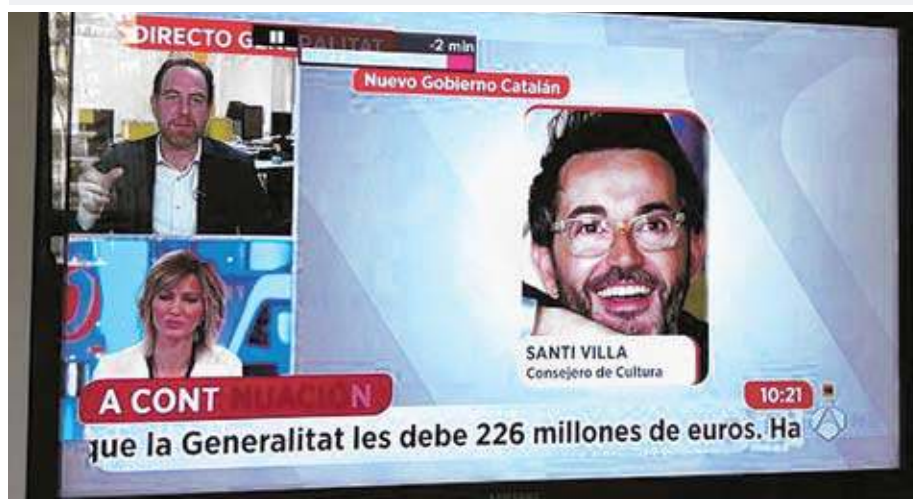 DIRECTO GENERALITAT
-2 min
Nuevo Gobierno Catalán
SANTI VILLA
Consejero de Cultura
A CONTINUACIÓN
10:21
que la Generalitat les debe 226 millones de euros. Ha